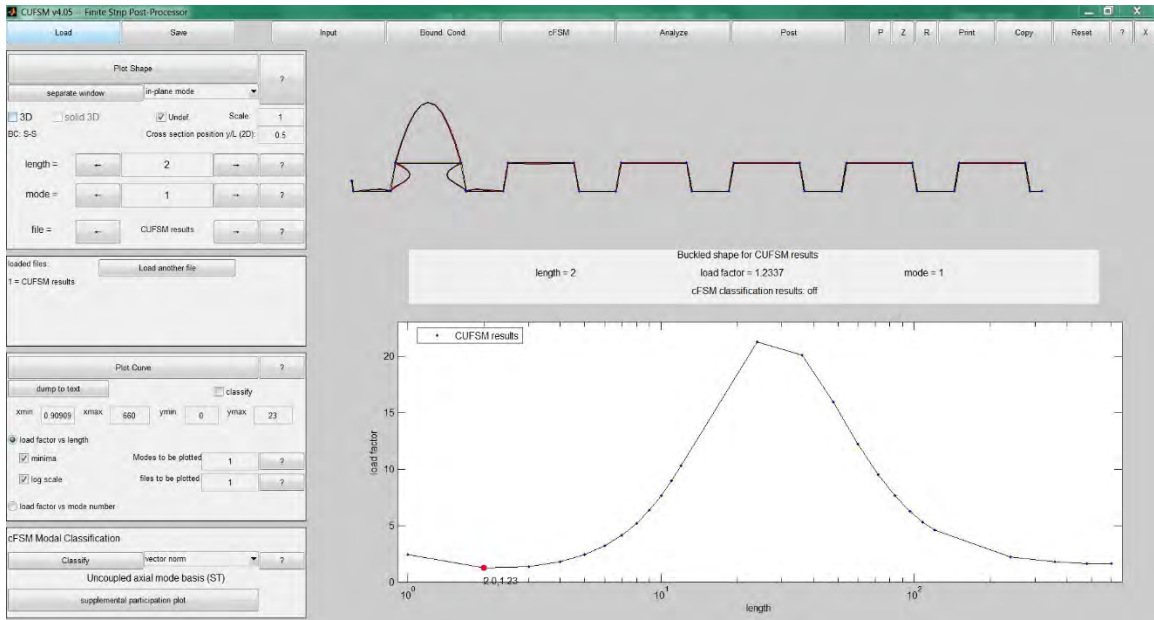 CUFSM v4.05 -- Finite Strip Post-Processor
Load Save Input Bound. Cond. cFSM Analyze Post P Z R Print Copy Reset ? X
Plot Shape ?
separate window in-plane mode
3D solid 3D Undef. Scale: 1
BC: S-S Cross section position y/L (2D): 0.5
length = ← 2 → ?
mode = ← 1 → ?
file = ← CUFSM results → ?
loaded files: Load another file
1 = CUFSM results
Plot Curve ?
dump to text classify
xmin 0.90909 xmax 660 ymin 0 ymax 23
load factor vs length
minima Modes to be plotted 1 ?
log scale files to be plotted 1 ?
load factor vs mode number
cFSM Modal Classification
Classify vector norm ?
Uncoupled axial mode basis (ST)
supplemental participation plot
Buckled shape for CUFSM results
length = 2 load factor = 1.2337 mode = 1
cFSM classification results: off
CUFSM results
20
15
10
5
0
load factor
2.0,1.23
10^0 10^1 10^2
length